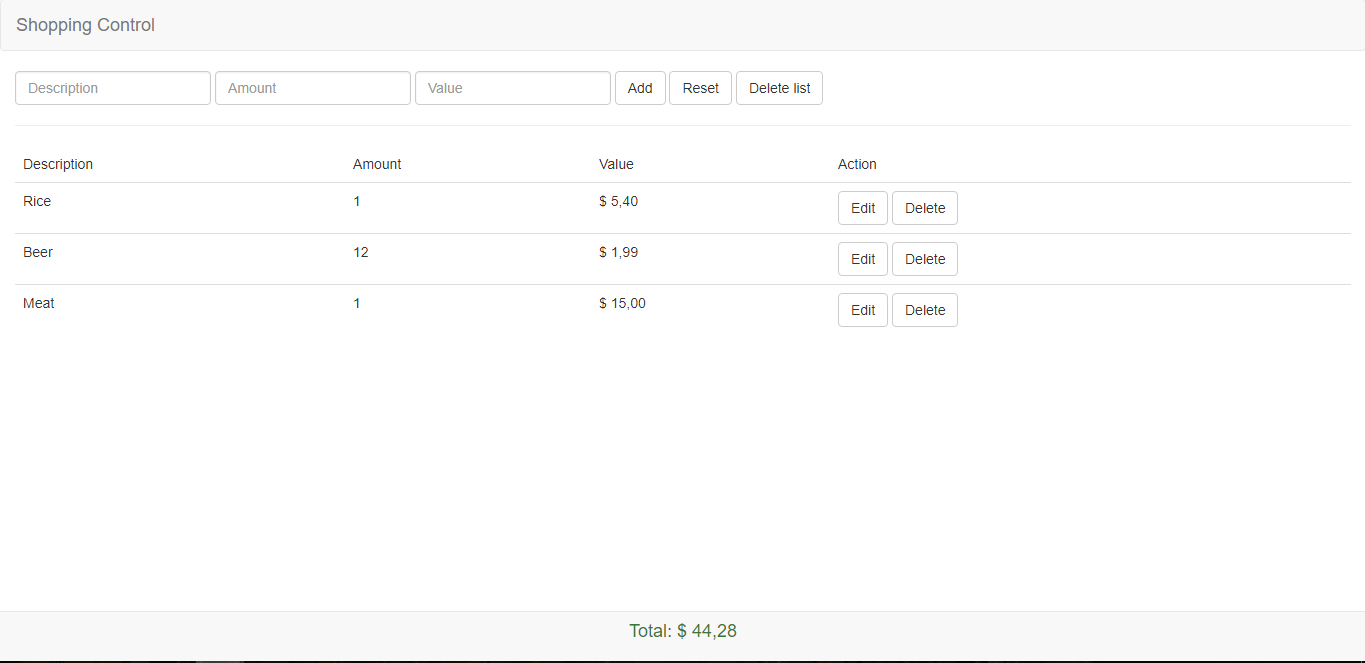 Shopping Control
Description Amount Value Add Reset Delete list
Description Amount Value Action
Rice 1 $ 5,40 Edit Delete
Beer 12 $ 1,99 Edit Delete
Meat 1 $ 15,00 Edit Delete
Total: $ 44,28